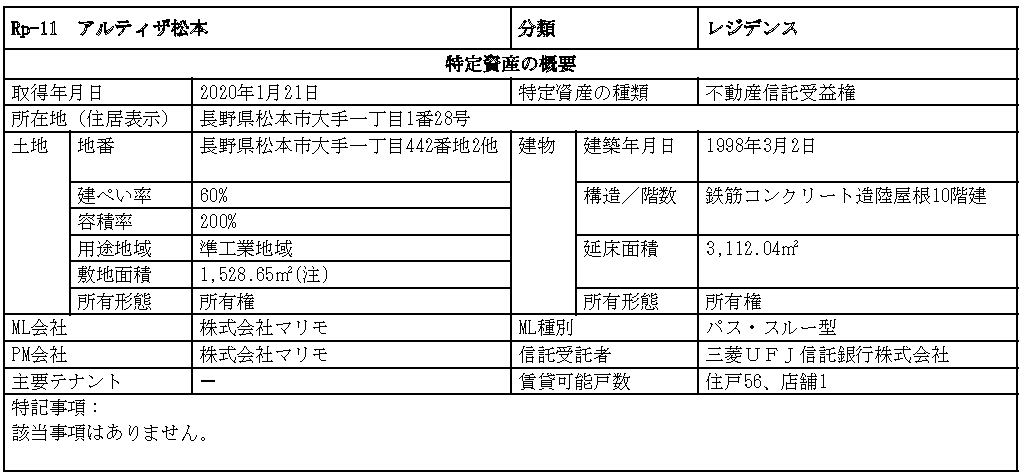 Rp-11　アルティザ松本　分類　レジデンス
特定資産の概要
取得年月日　2020年1月21日　特定資産の種類　不動産信託受益権
所在地（住居表示）　長野県松本市大手一丁目1番28号
土地　地番　長野県松本市大手一丁目442番地2他　建物　建築年月日　1998年3月2日
建ぺい率　60%　構造／階数　鉄筋コンクリート造陸屋根10階建
容積率　200%
用途地域　準工業地域　延床面積　3,112.04㎡
敷地面積　1,528.65㎡(注)
所有形態　所有権　所有形態　所有権
ML会社　株式会社マリモ　ML種別　パス・スルー型
PM会社　株式会社マリモ　信託受託者　三菱ＵＦＪ信託銀行株式会社
主要テナント　－　賃貸可能戸数　住戸56、店舗1
特記事項：
該当事項はありません。